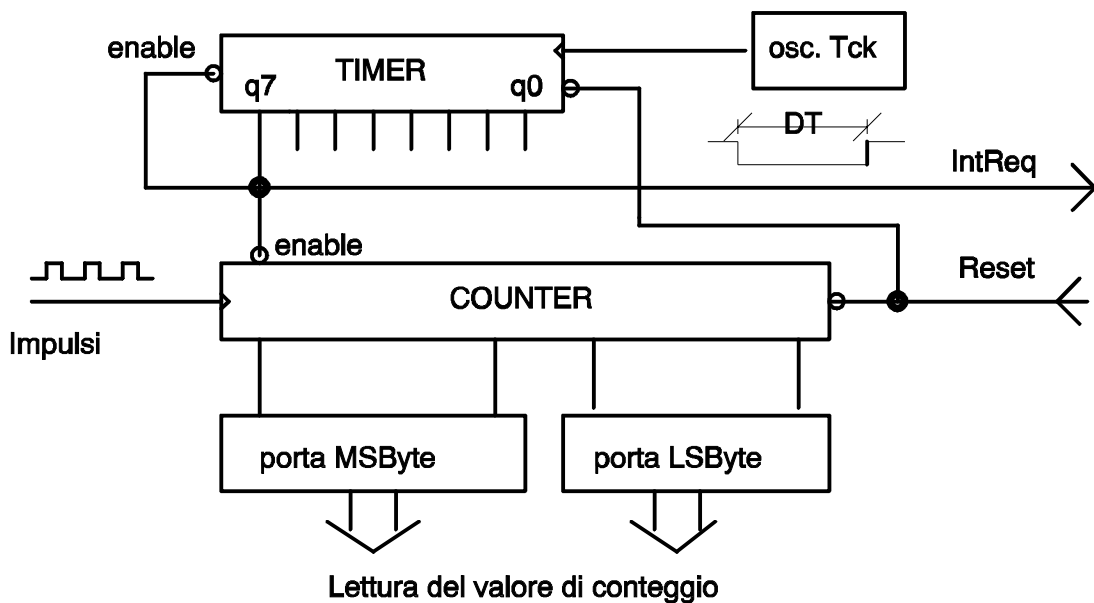 enable
TIMER
osc. Tck
q7
q0
DT
IntReq
enable
COUNTER
Reset
Impulsi
porta MSByte
porta LSByte
Lettura del valore di conteggio